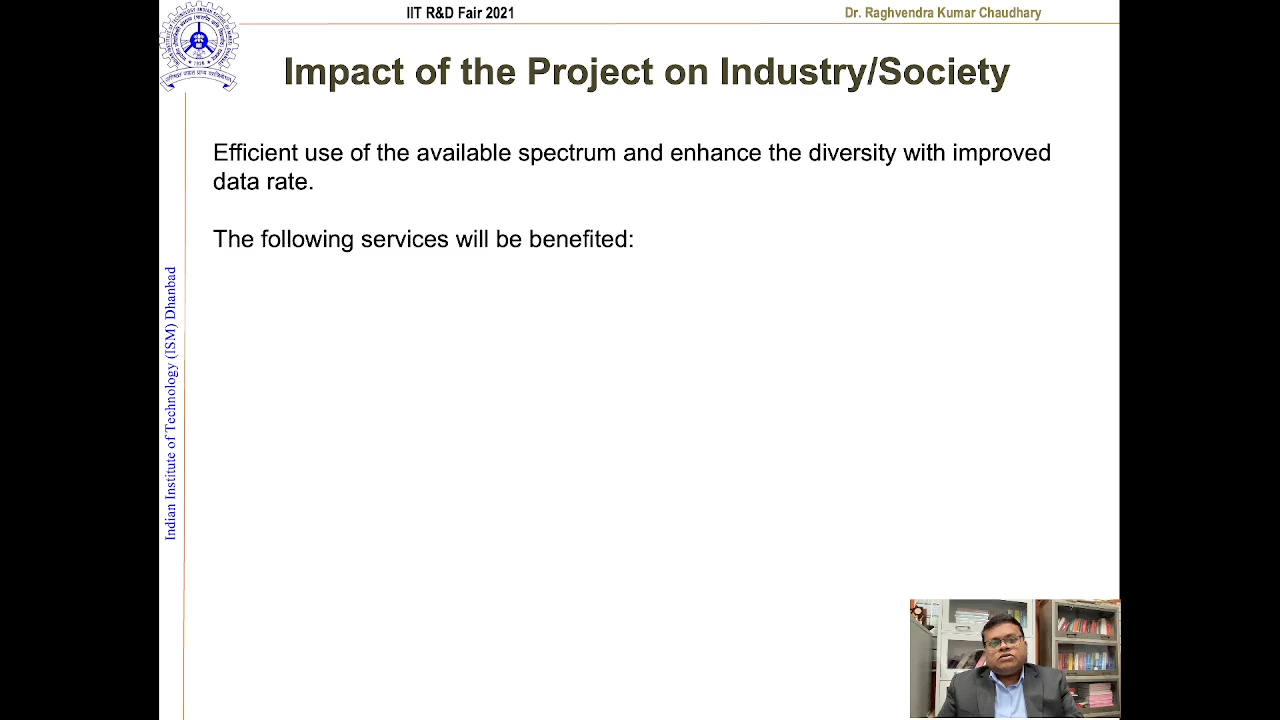 IIT R&D Fair 2021
Dr. Raghvendra Kumar Chaudhary
Impact of the Project on Industry/Society
Efficient use of the available spectrum and enhance the diversity with improved
data rate.
The following services will be benefited:
Indian Institute of Technology (ISM) Dhanbad